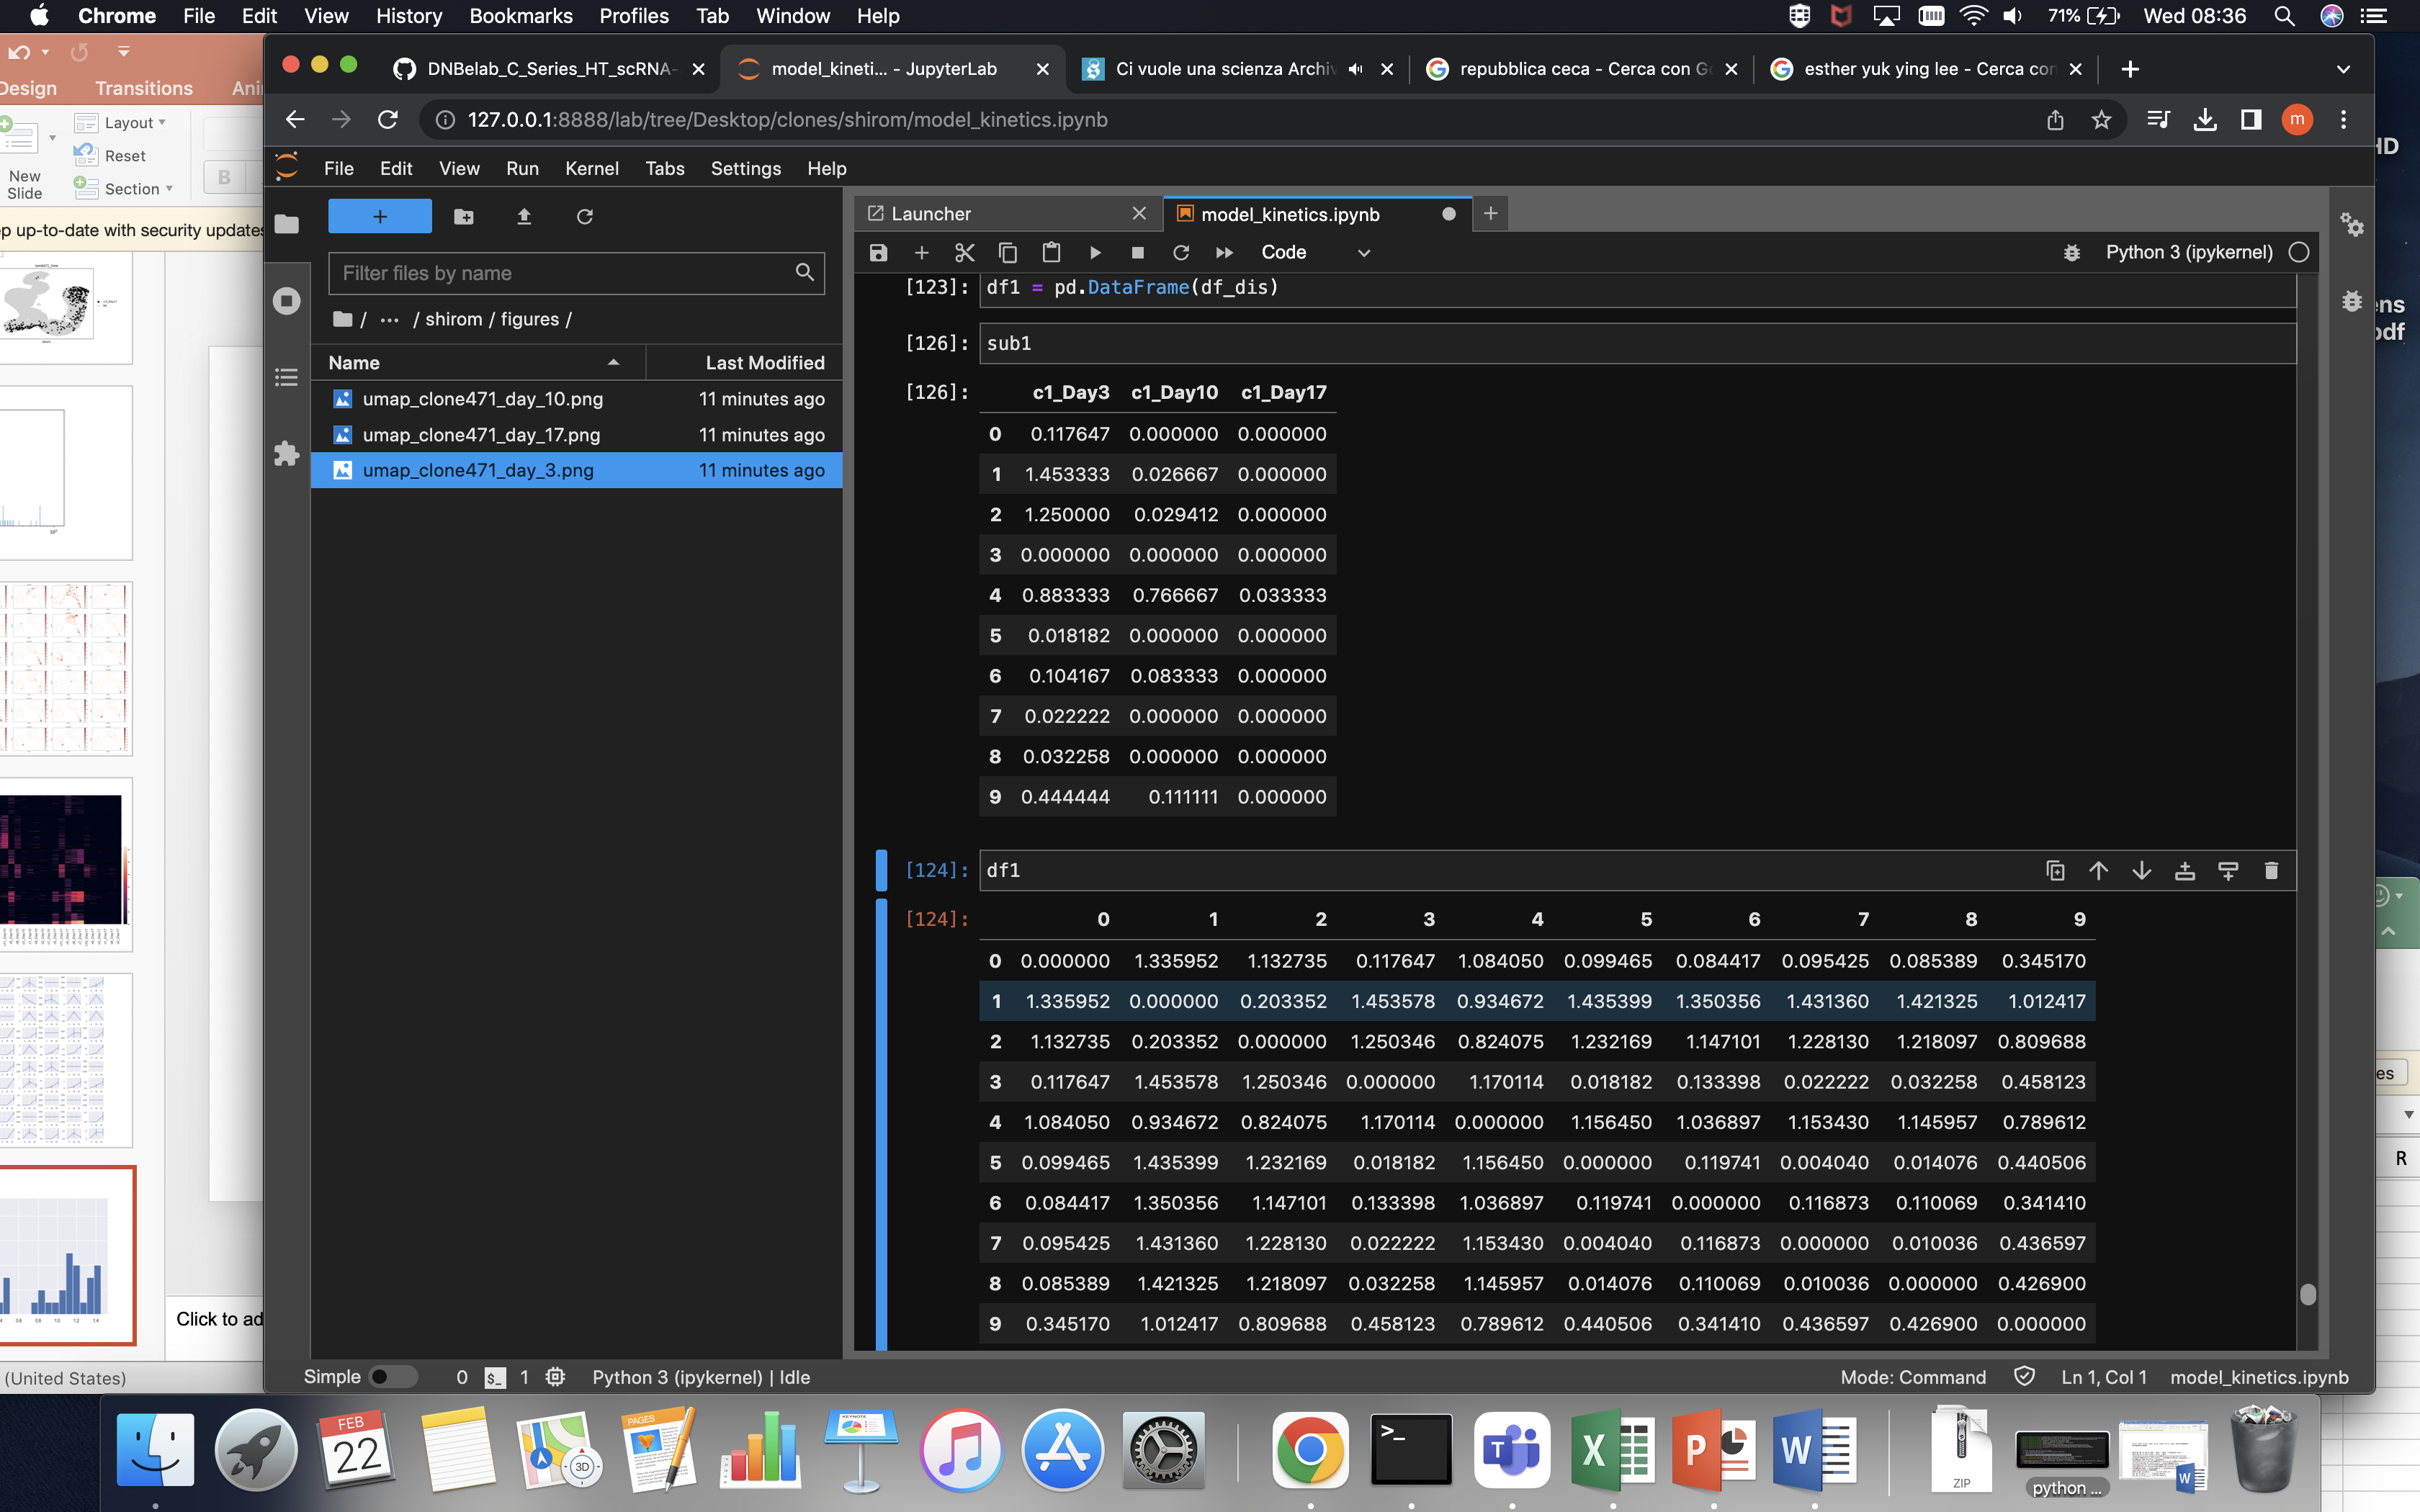 Chrome File Edit View History Bookmarks Profiles Tab Window Help 71% Wed 08:36
Design Transitions Ani
Layout
Reset
Section
New
Slide
B
p up-to-date with security updates
DNBelab_C_Series_HT_scRNA- model_kineti... - JupyterLab Ci vuole una scienza Archiv repubblica ceca - Cerca con G esther yuk ying lee - Cerca con
127.0.0.1:8888/lab/tree/Desktop/clones/shirom/model_kinetics.ipynb m
File Edit View Run Kernel Tabs Settings Help
Launcher model_kinetics.ipynb
Code Python 3 (ipykernel)
Filter files by name
/ ... / shirom / figures /
Name Last Modified
umap_clone471_day_10.png 11 minutes ago
umap_clone471_day_17.png 11 minutes ago
umap_clone471_day_3.png 11 minutes ago
[123]: df1 = pd.DataFrame(df_dis)
[126]: sub1
[126]: c1_Day3 c1_Day10 c1_Day17
0 0.117647 0.000000 0.000000
1 1.453333 0.026667 0.000000
2 1.250000 0.029412 0.000000
3 0.000000 0.000000 0.000000
4 0.883333 0.766667 0.033333
5 0.018182 0.000000 0.000000
6 0.104167 0.083333 0.000000
7 0.022222 0.000000 0.000000
8 0.032258 0.000000 0.000000
9 0.444444 0.111111 0.000000
[124]: df1
[124]: 0 1 2 3 4 5 6 7 8 9
0 0.000000 1.335952 1.132735 0.117647 1.084050 0.099465 0.084417 0.095425 0.085389 0.345170
1 1.335952 0.000000 0.203352 1.453578 0.934672 1.435399 1.350356 1.431360 1.421325 1.012417
2 1.132735 0.203352 0.000000 1.250346 0.824075 1.232169 1.147101 1.228130 1.218097 0.809688
3 0.117647 1.453578 1.250346 0.000000 1.170114 0.018182 0.133398 0.022222 0.032258 0.458123
4 1.084050 0.934672 0.824075 1.170114 0.000000 1.156450 1.036897 1.153430 1.145957 0.789612
5 0.099465 1.435399 1.232169 0.018182 1.156450 0.000000 0.119741 0.004040 0.014076 0.440506
6 0.084417 1.350356 1.147101 0.133398 1.036897 0.119741 0.000000 0.116873 0.110069 0.341410
7 0.095425 1.431360 1.228130 0.022222 1.153430 0.004040 0.116873 0.000000 0.010036 0.436597
8 0.085389 1.421325 1.218097 0.032258 1.145957 0.014076 0.110069 0.010036 0.000000 0.426900
9 0.345170 1.012417 0.809688 0.458123 0.789612 0.440506 0.341410 0.436597 0.426900 0.000000
Click to ad
(United States)
Simple 0 $_ 1 Python 3 (ipykernel) | Idle Mode: Command Ln 1, Col 1 model_kinetics.ipynb
HD
ens
pdf
es
R
FEB
22
3D
PAGES
KEYNOTE
>_
T
X
P
W
ZIP
python ...
W